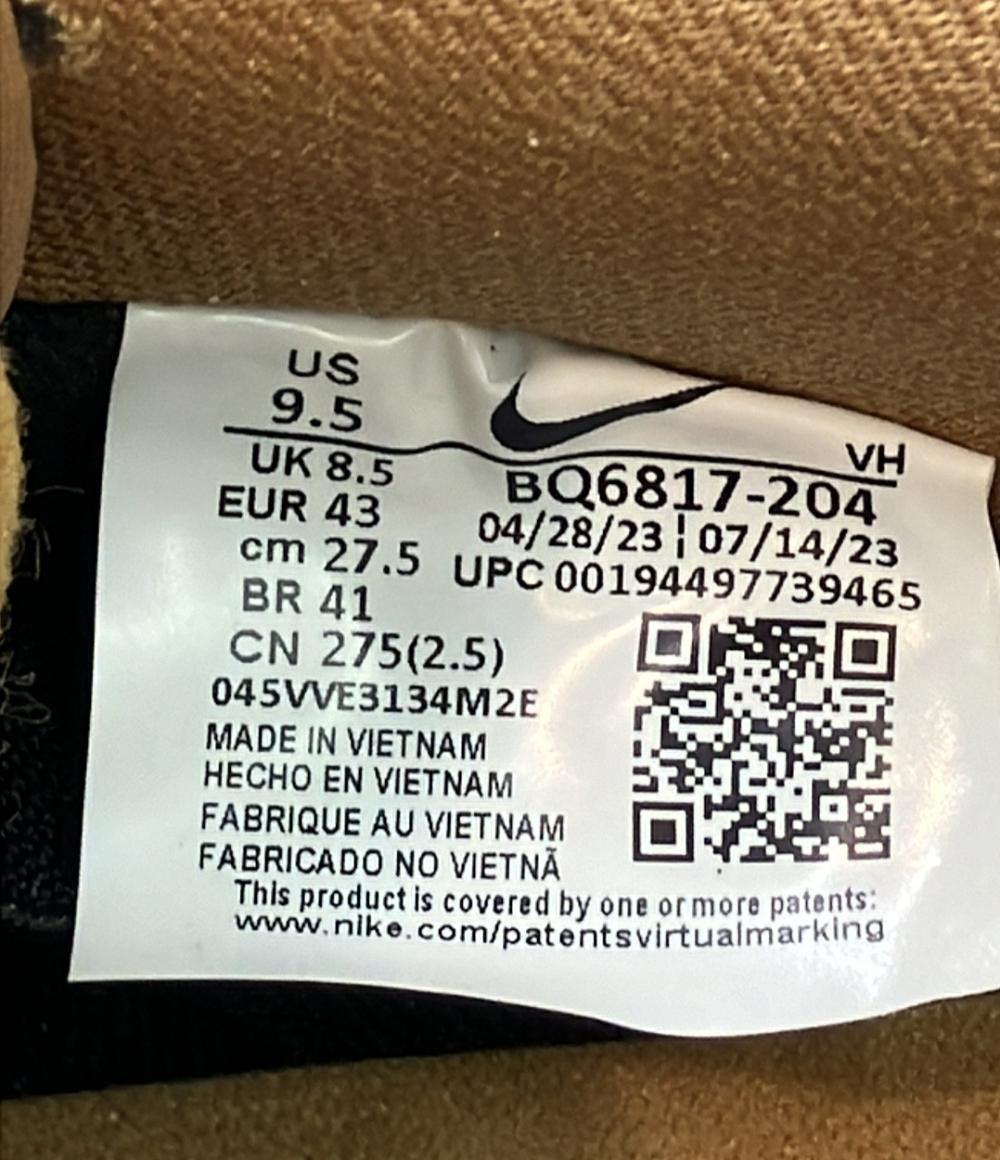 US
9.5
UK 8.5
EUR 43
cm 27.5
BR 41
CN 275(2.5)
045VVE3134M2E
MADE IN VIETNAM
HECHO EN VIETNAM
FABRIQUE AU VIETNAM
FABRICADO NO VIETNÃ
VH
BQ6817-204
04/28/23 | 07/14/23
UPC 00194497739465
This product is covered by one or more patents:
www.nike.com/patentsvirtualmarking